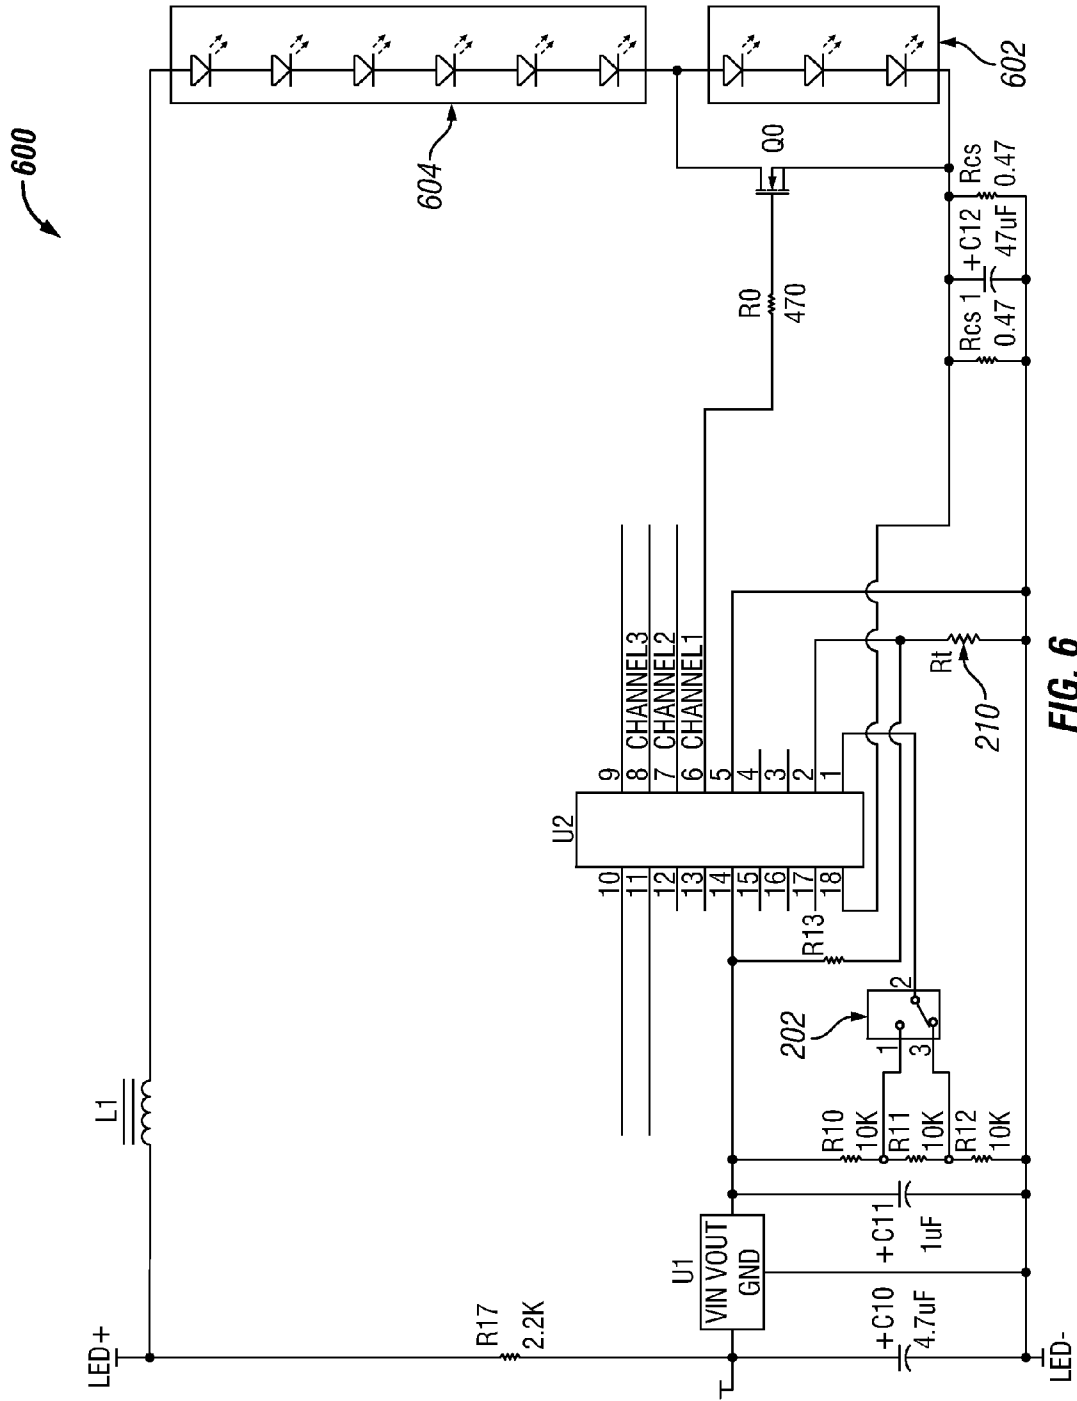 600
604
602
Q0
Rcs
0.47
+C12
47uF
Rcs 1
0.47
R0
470
CHANNEL3
CHANNEL2
CHANNEL1
9
8
7
6
5
4
3
2
1
U2
10
11
12
13
14
15
16
17
18
Rt
210
R13
202
2
1
3
L1
R10
10K
R11
10K
R12
10K
U1
VIN VOUT
GND
+C11
1uF
R17
2.2K
+C10
4.7uF
LED+
LED-
FIG. 6